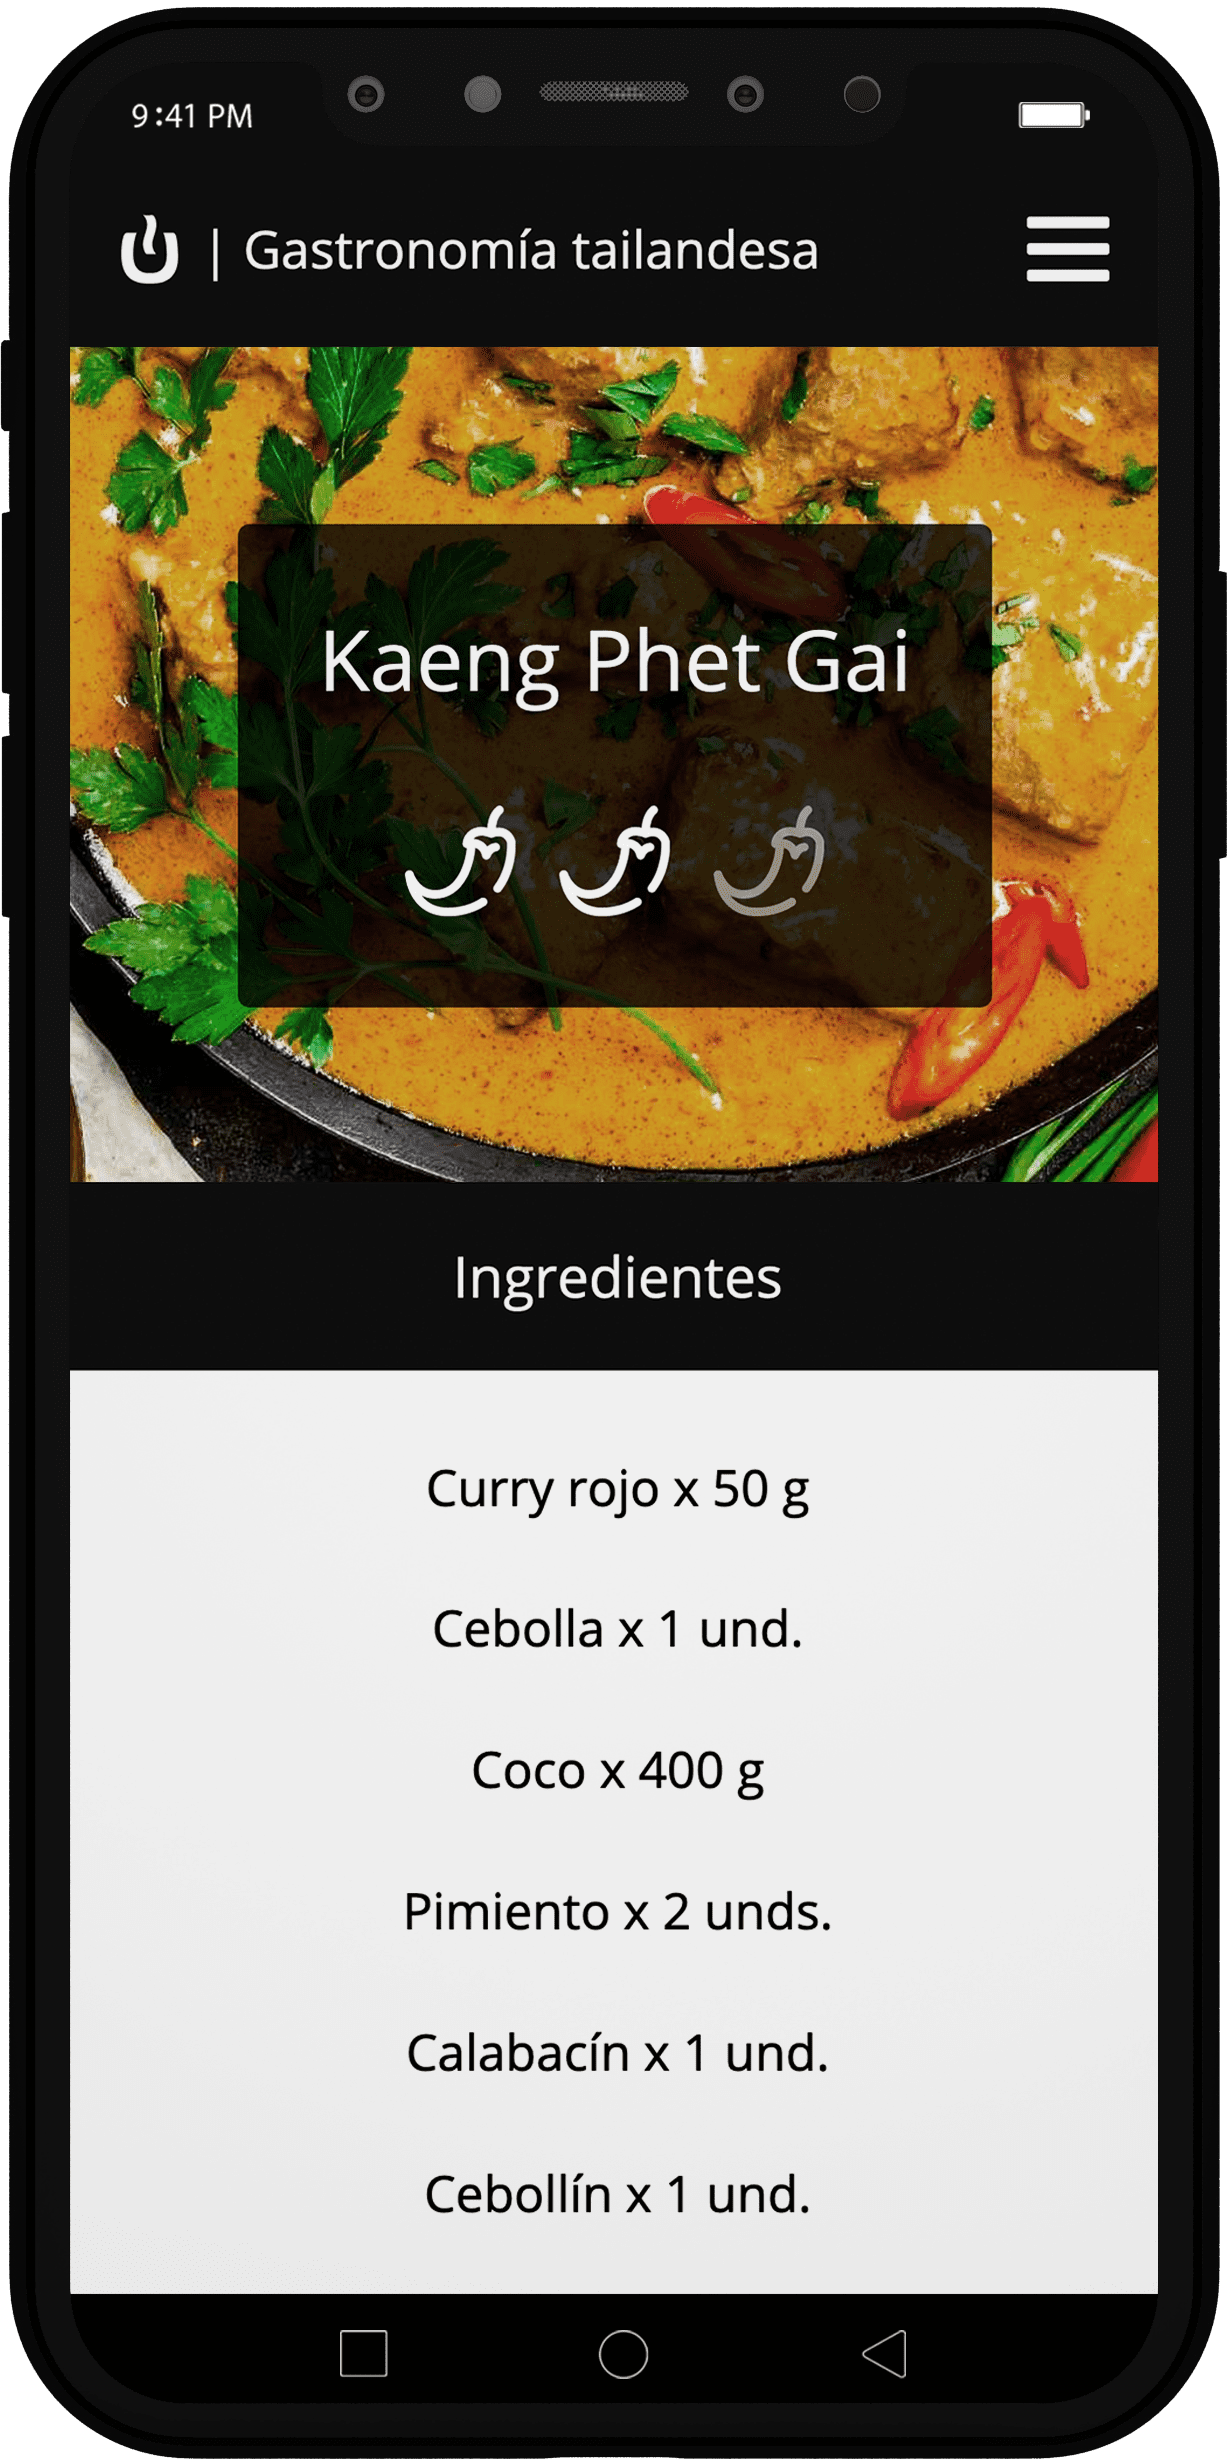 9:41 PM
| Gastronomía tailandesa
Kaeng Phet Gai
Ingredientes
Curry rojo x 50 g
Cebolla x 1 und.
Coco x 400 g
Pimiento x 2 unds.
Calabacín x 1 und.
Cebollín x 1 und.